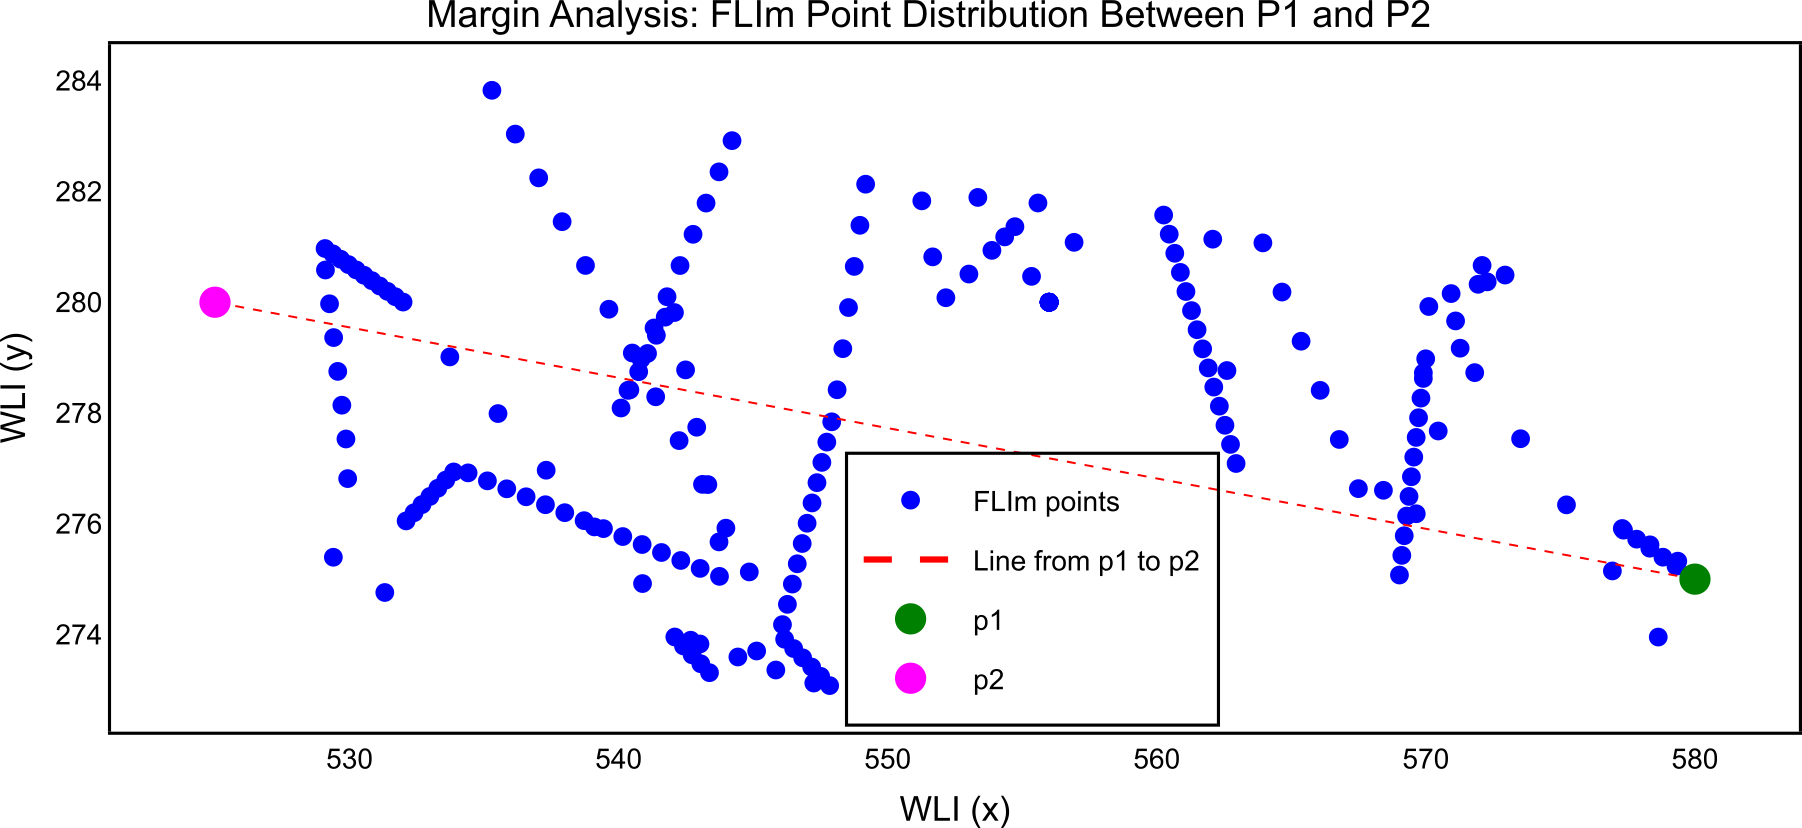 Margin Analysis: FLIm Point Distribution Between P1 and P2
284
282
280
278
276
274
WLI (y)
FLIm points
Line from p1 to p2
p1
p2
530 540 550 560 570 580
WLI (x)